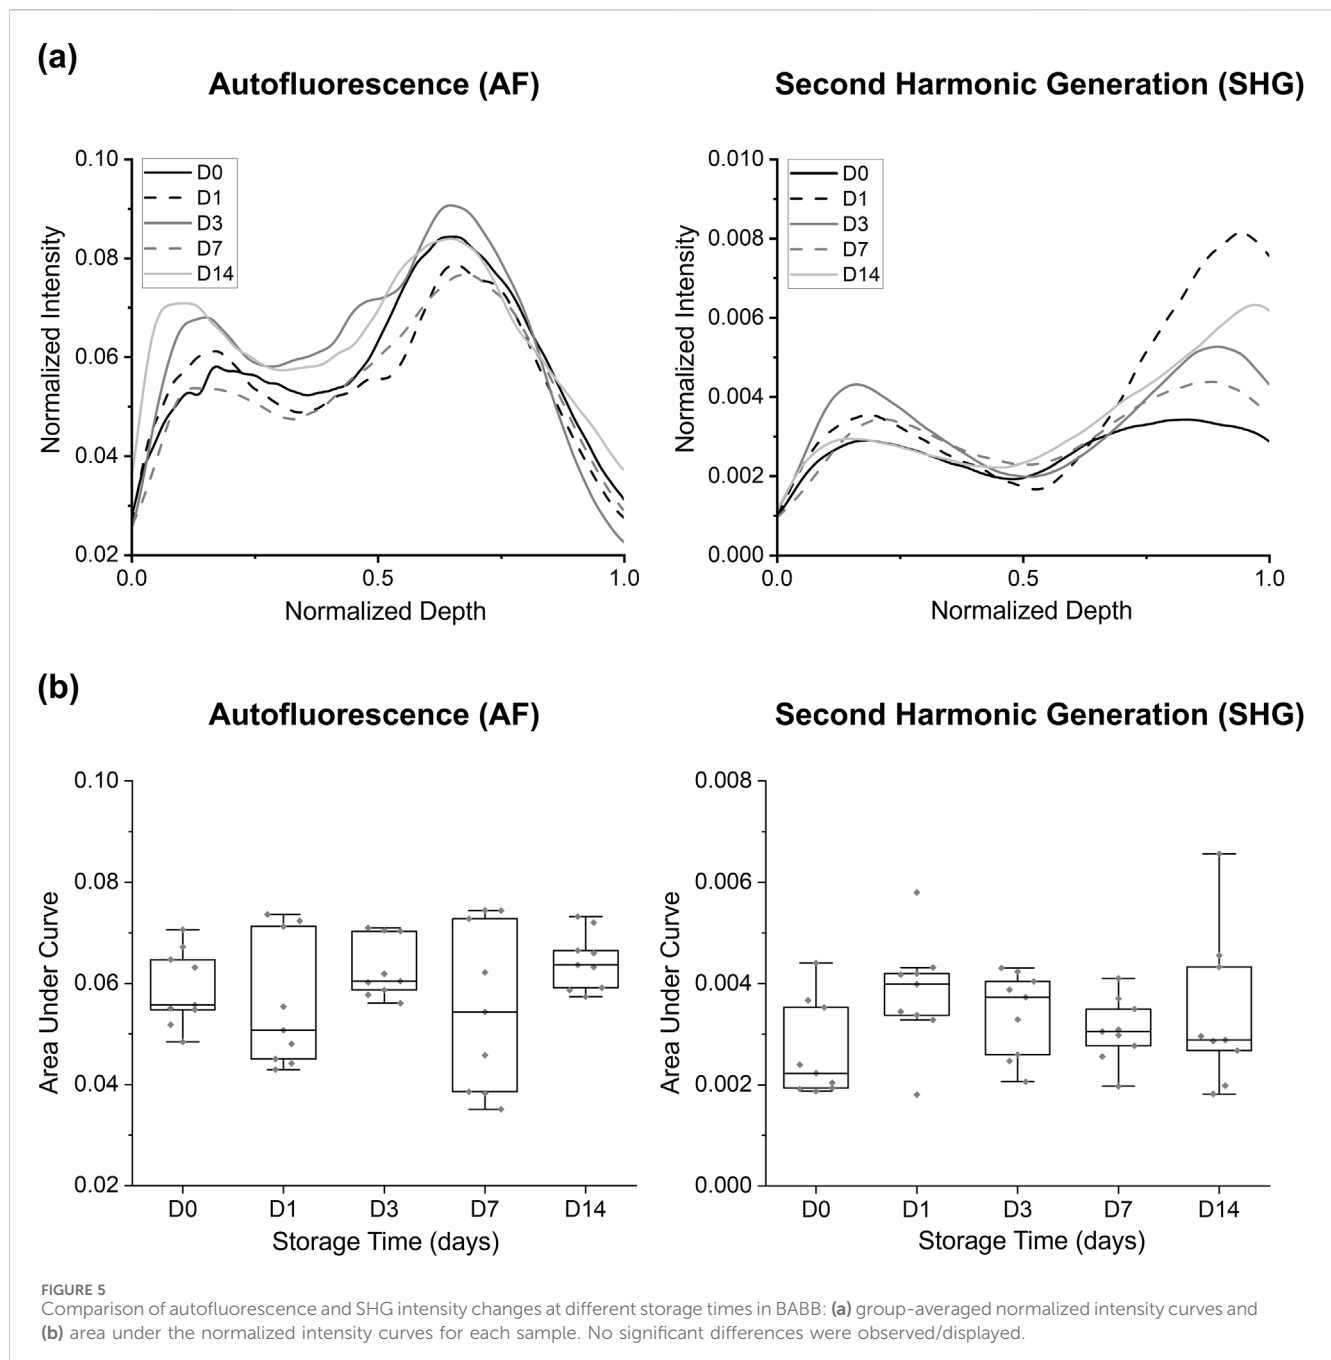 (a)
Autofluorescence (AF)
Second Harmonic Generation (SHG)
0.10
0.08
0.06
0.04
0.02
Normalized Intensity
D0
D1
D3
D7
D14
0.0
0.5
1.0
Normalized Depth
0.010
0.008
0.006
0.004
0.002
0.000
Normalized Intensity
D0
D1
D3
D7
D14
0.0
0.5
1.0
Normalized Depth
(b)
Autofluorescence (AF)
Second Harmonic Generation (SHG)
0.10
0.08
0.06
0.04
0.02
Area Under Curve
D0
D1
D3
D7
D14
Storage Time (days)
0.008
0.006
0.004
0.002
0.000
Area Under Curve
D0
D1
D3
D7
D14
Storage Time (days)
FIGURE 5
Comparison of autofluorescence and SHG intensity changes at different storage times in BABB: (a) group-averaged normalized intensity curves and
(b) area under the normalized intensity curves for each sample. No significant differences were observed/displayed.